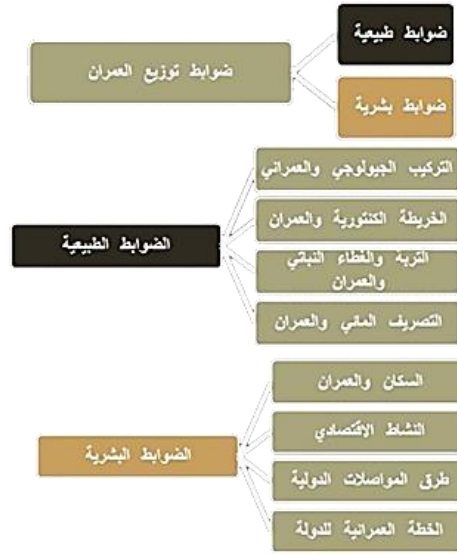 ضوابط طبيعية
ضوابط توزيع العمران
ضوابط بشرية
التركيب الجيولوجي والعمراني
الخريطة الكنتورية والعمران
الضوابط الطبيعية
التربة والغطاء النباتي
والعمران
التصريف المائي والعمران
السكان والعمران
النشاط الاقتصادي
الضوابط البشرية
طرق المواصلات الدولية
الخطة العمرانية للدولة